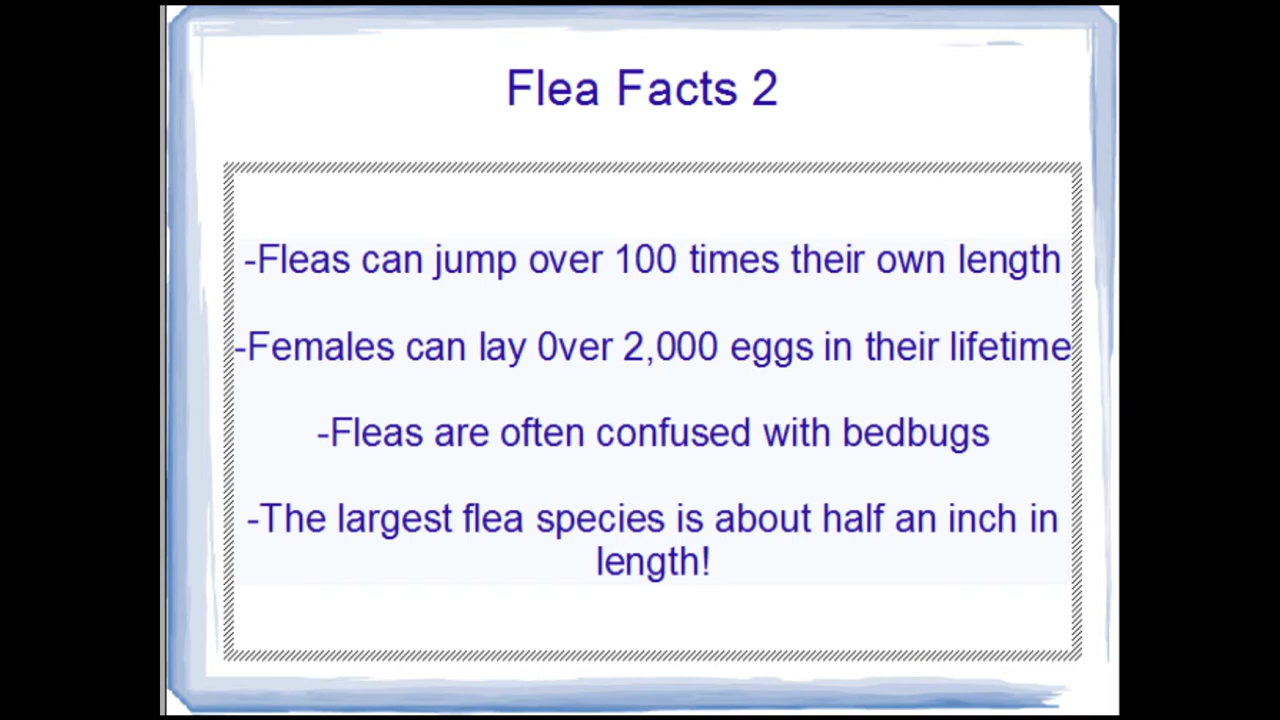 Flea Facts 2
-Fleas can jump over 100 times their own length
-Females can lay 0ver 2,000 eggs in their lifetime
-Fleas are often confused with bedbugs
-The largest flea species is about half an inch in
length!